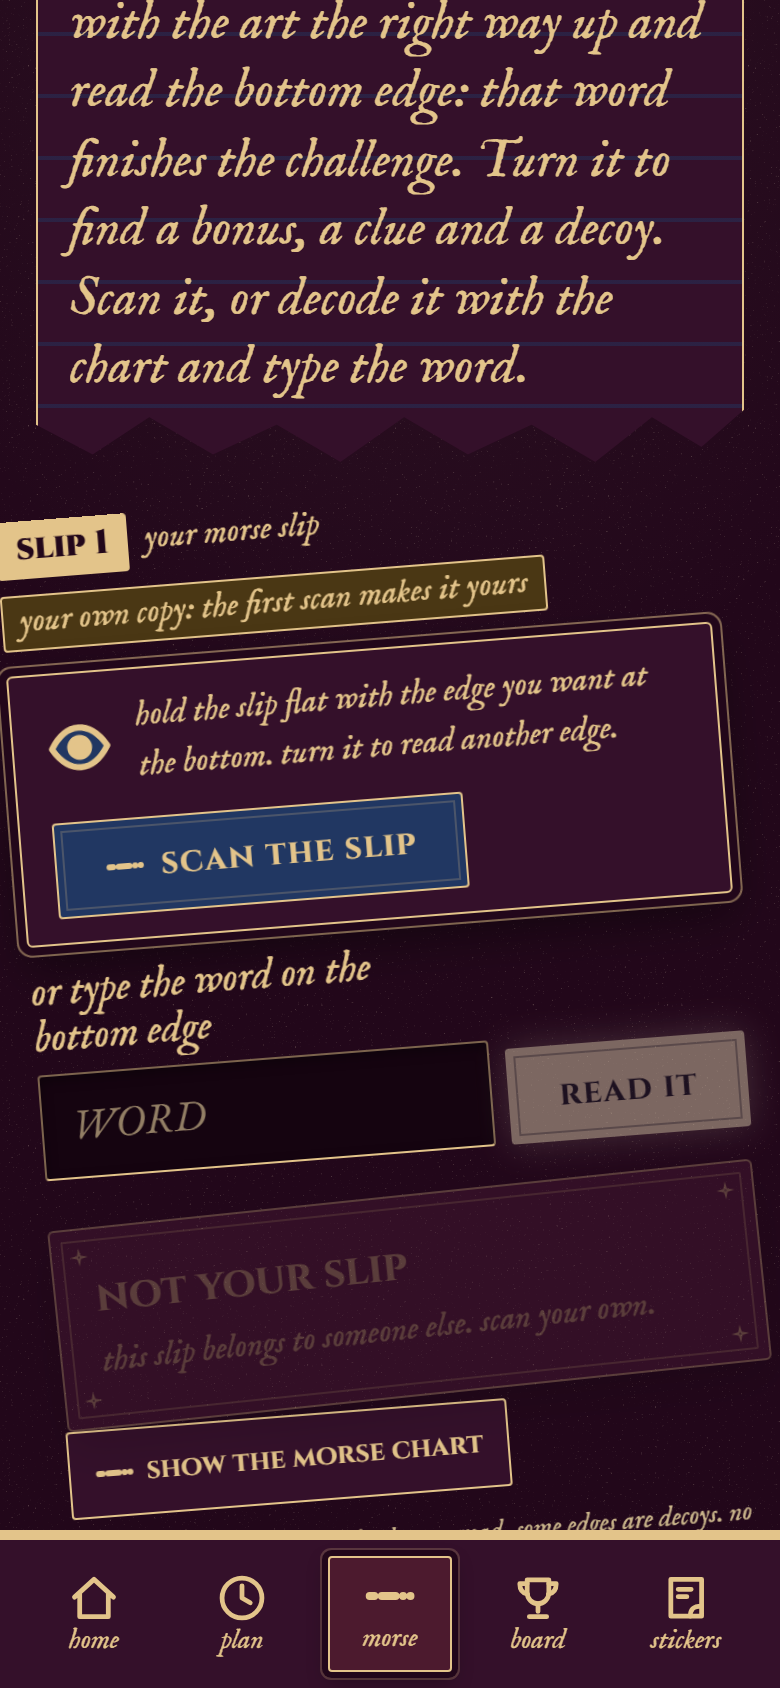 with the art the right way up and
read the bottom edge: that word
finishes the challenge. Turn it to
find a bonus, a clue and a decoy.
Scan it, or decode it with the
chart and type the word.
SLIP 1 your morse slip
your own copy: the first scan makes it yours
hold the slip flat with the edge you want at
the bottom. turn it to read another edge.
SCAN THE SLIP
or type the word on the
bottom edge
WORD
READ IT
NOT YOUR SLIP
this slip belongs to someone else. scan your own.
SHOW THE MORSE CHART
some edges are decoys. no
home plan morse board stickers